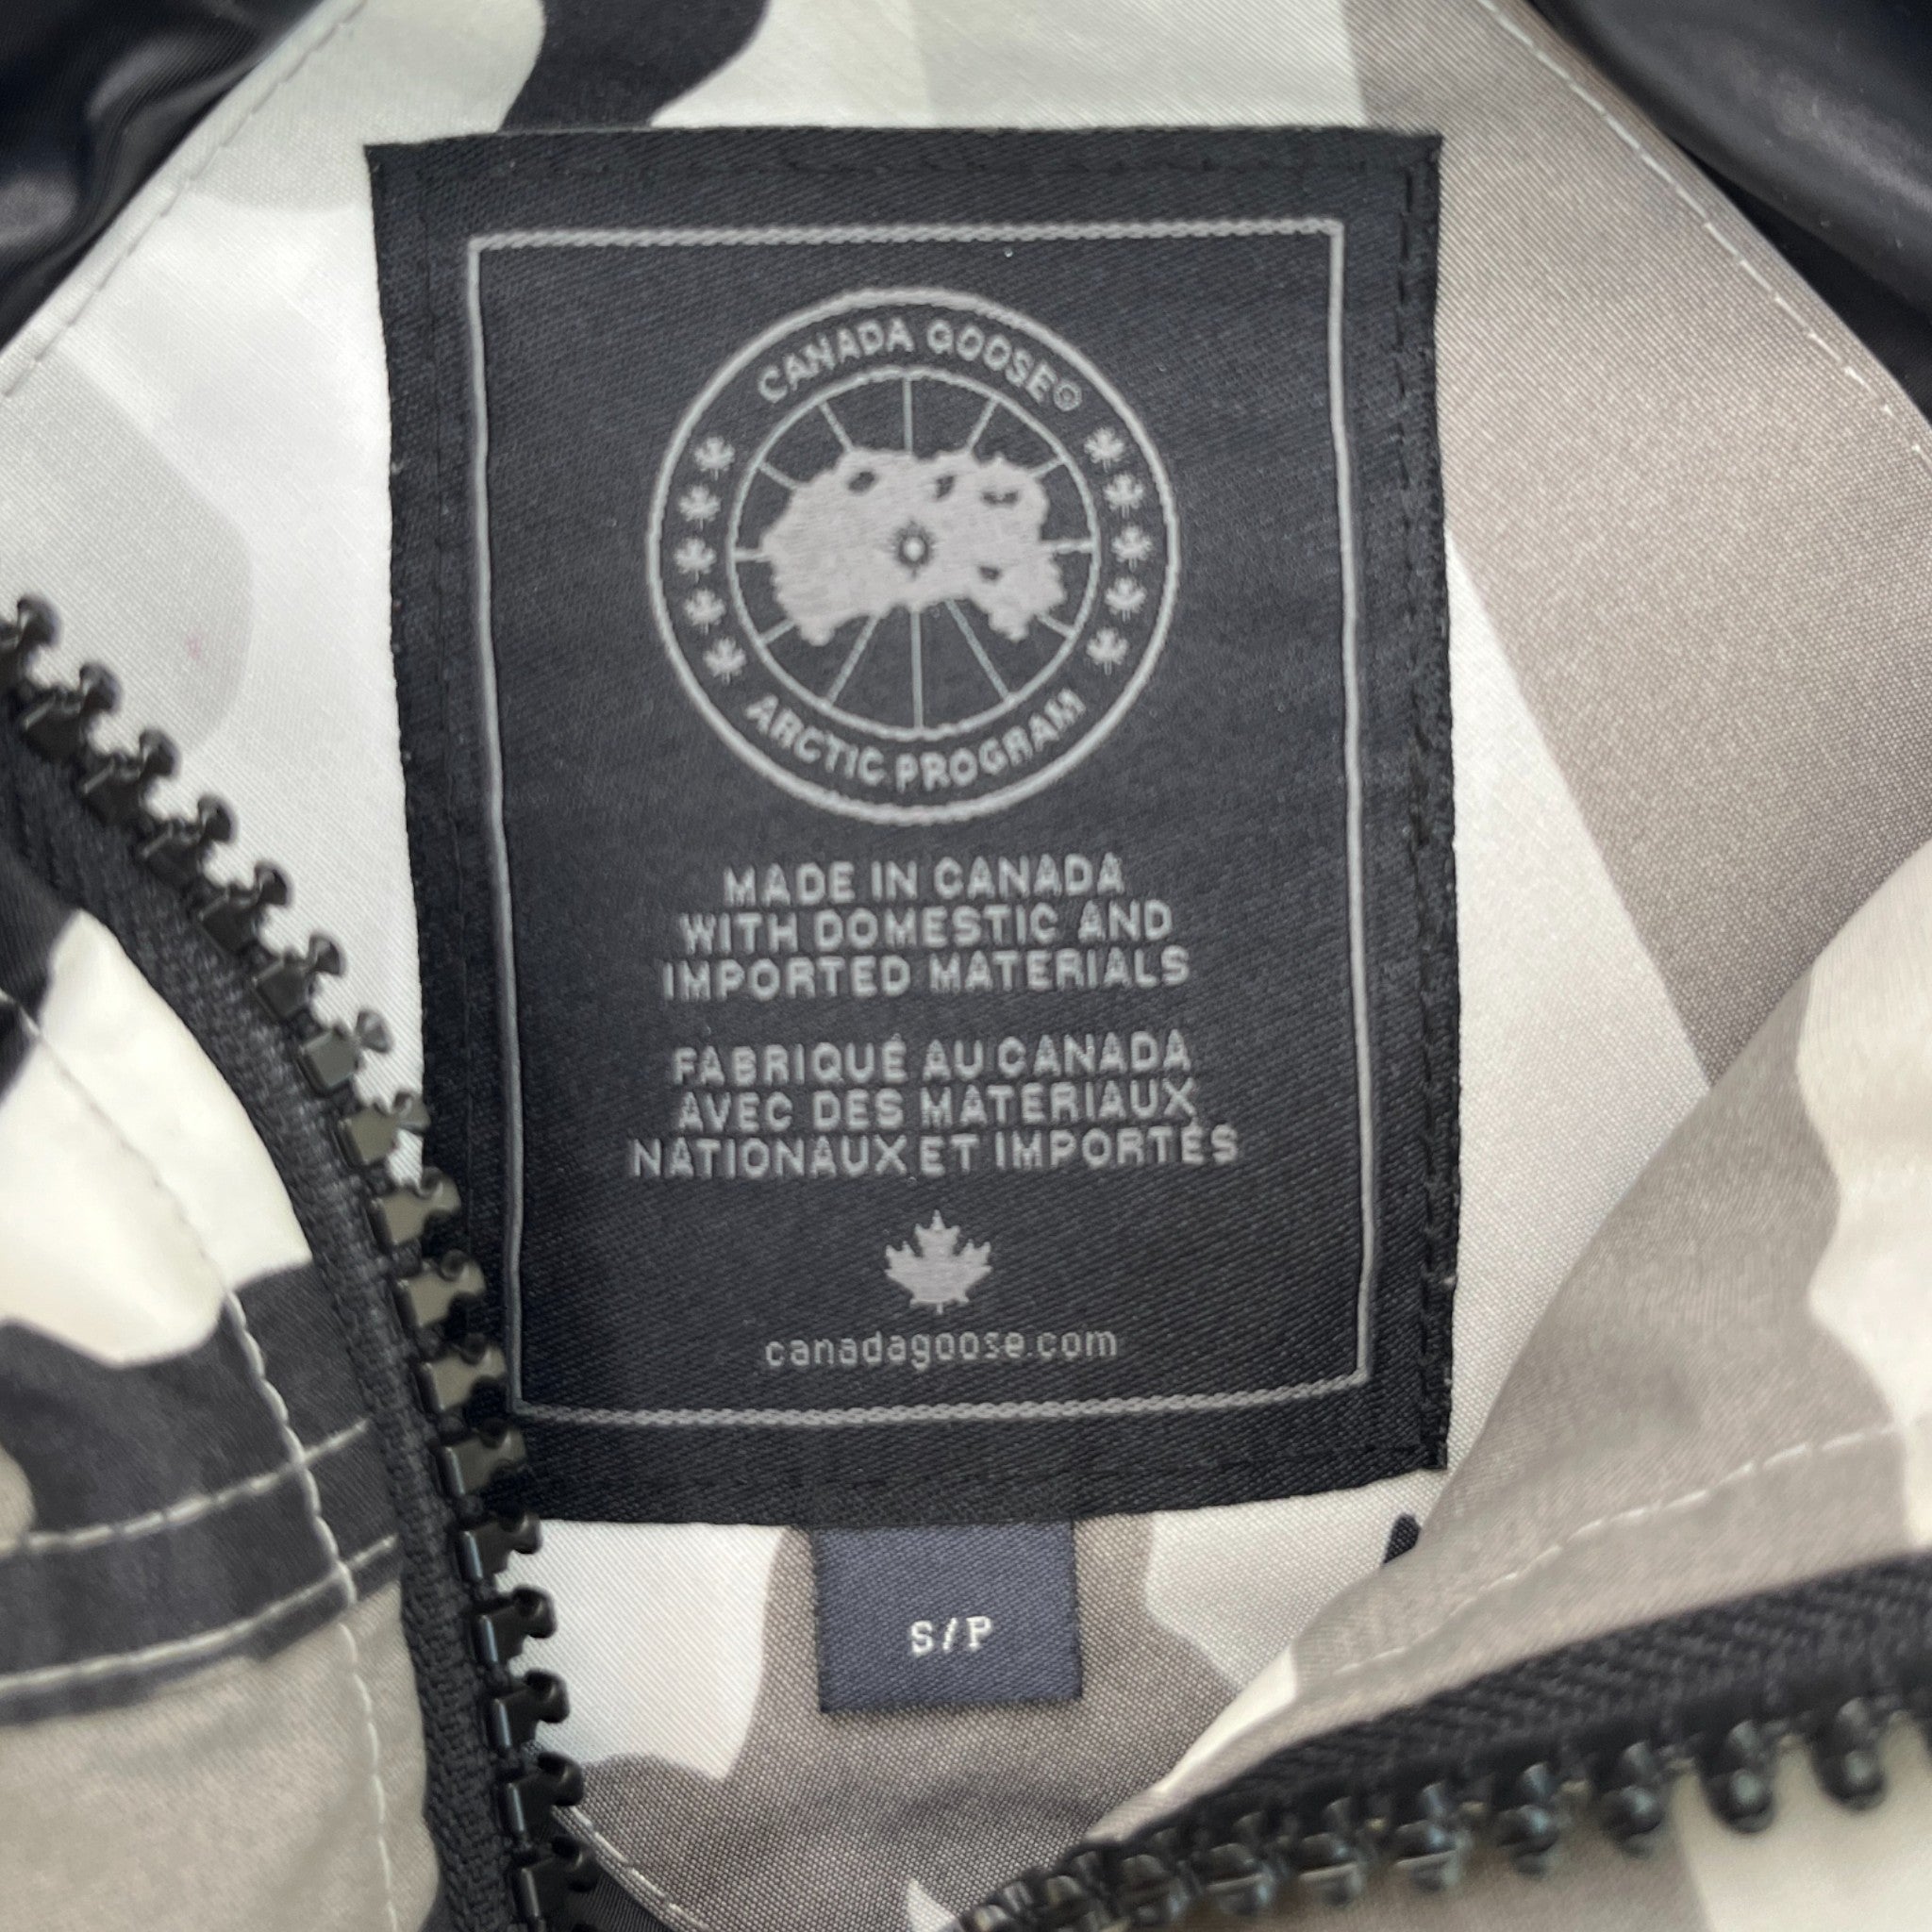 CANADA GOOSE®
ARCTIC PROGRAM
MADE IN CANADA
WITH DOMESTIC AND
IMPORTED MATERIALS
FABRIQUÉ AU CANADA
AVEC DES MATERIAUX
NATIONAUX ET IMPORTÉS
canadagoose.com
S/P